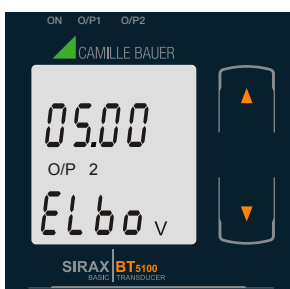 ON O/P1 O/P2
CAMILLE BAUER
05.00
O/P 2
ELbo V
SIRAX BT5100
BASIC TRANSDUCER